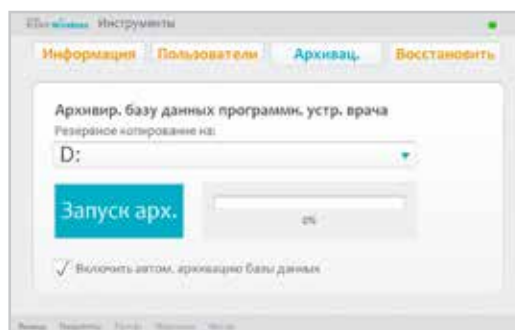 Инструменты
Информация Пользователи Архивац. Восстановить
Архивир. базу данных программн. устр. врача
Резервное копирование на:
D:
Запуск арх.
0%
Включить автом. архивацию базы данных